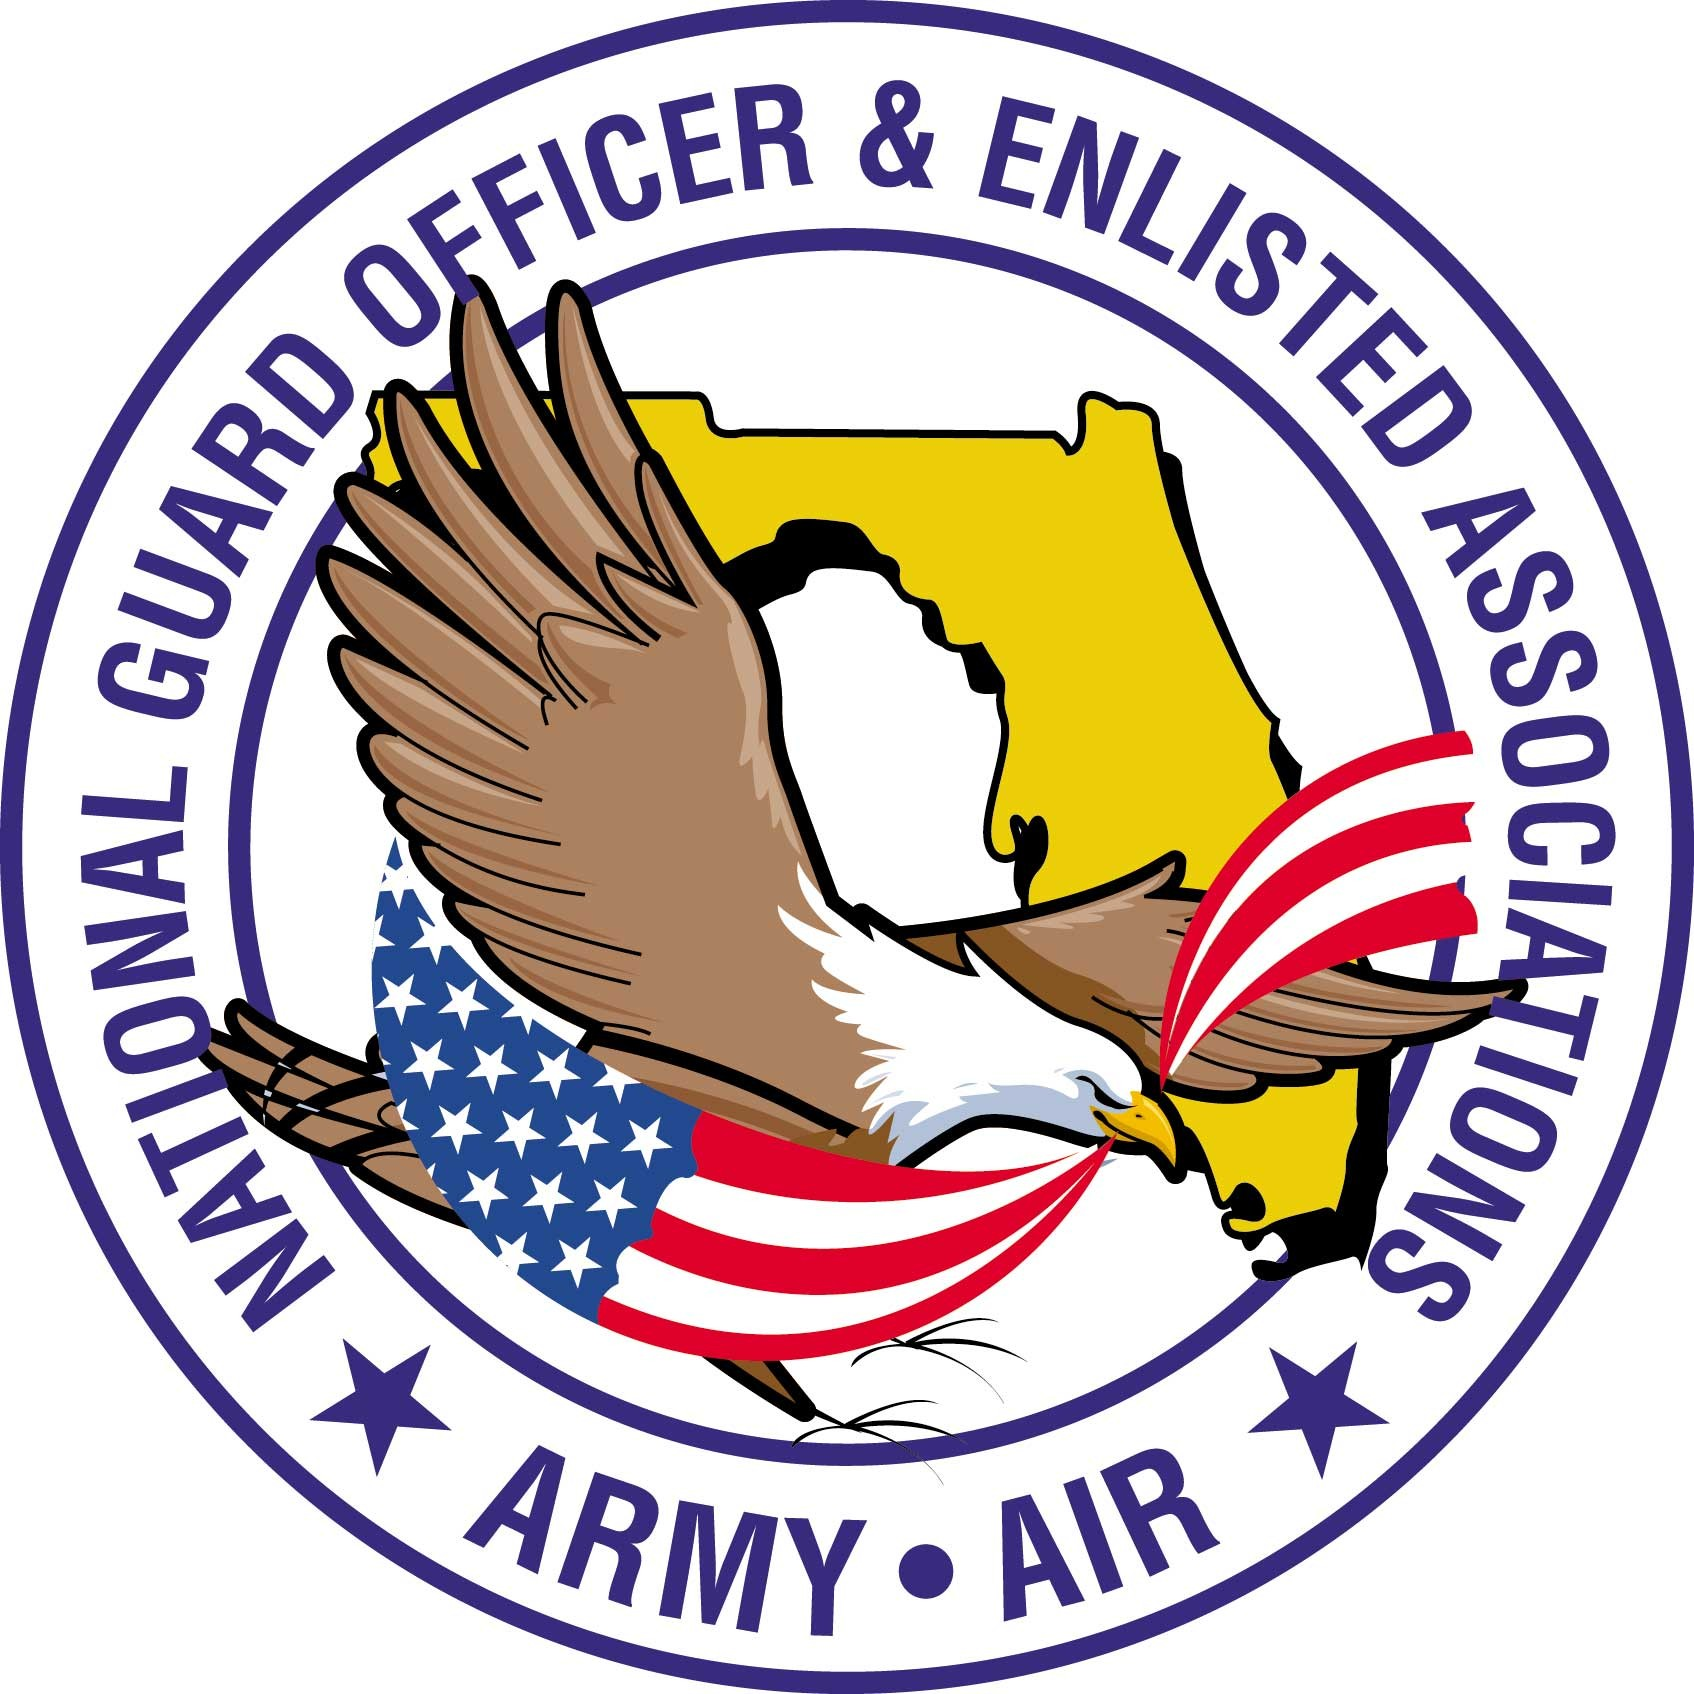 NATIONAL GUARD OFFICER & ENLISTED ASSOCIATIONS
ARMY • AIR